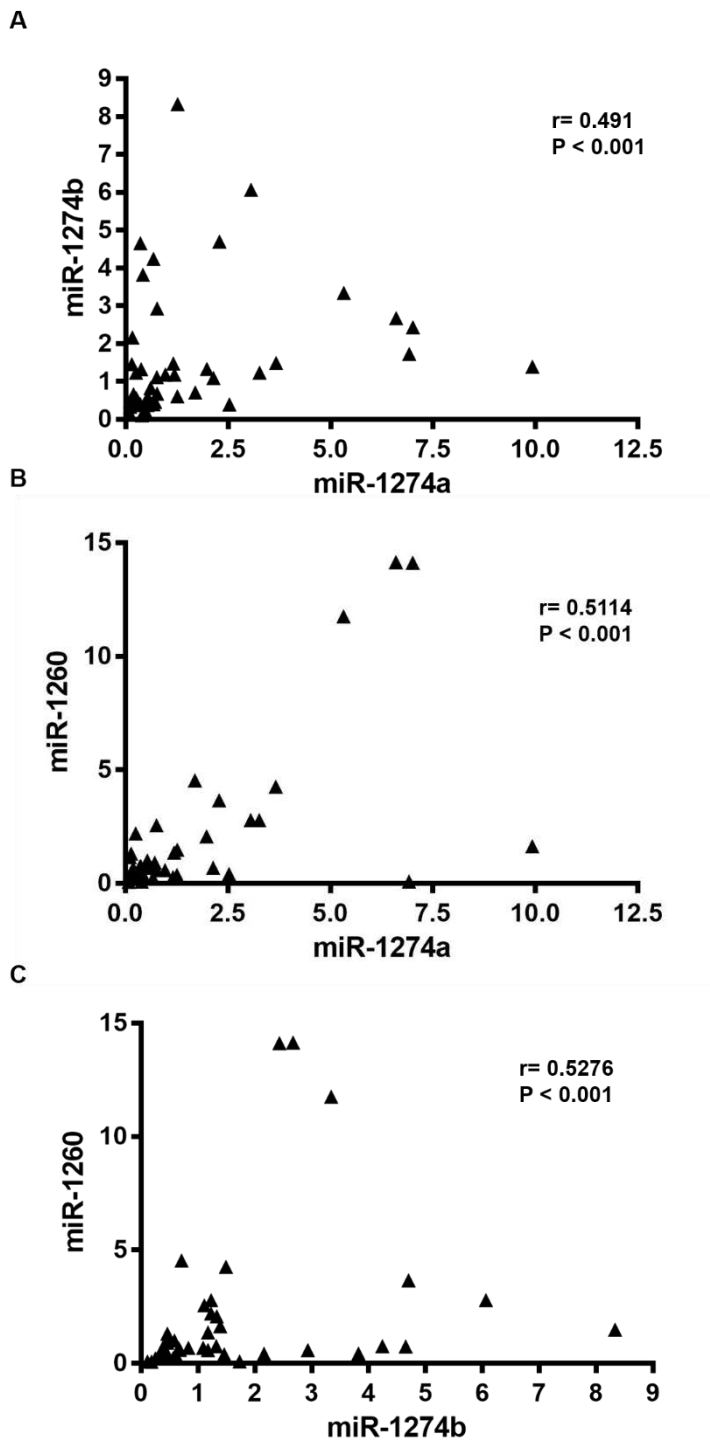 A
9
8
7
6
5
4
3
2
1
0
miR-1274b
r= 0.491
P < 0.001
0.0 2.5 5.0 7.5 10.0 12.5
miR-1274a
B
15
10
5
0
miR-1260
r= 0.5114
P < 0.001
0.0 2.5 5.0 7.5 10.0 12.5
miR-1274a
C
15
10
5
0
miR-1260
r= 0.5276
P < 0.001
0 1 2 3 4 5 6 7 8 9
miR-1274b